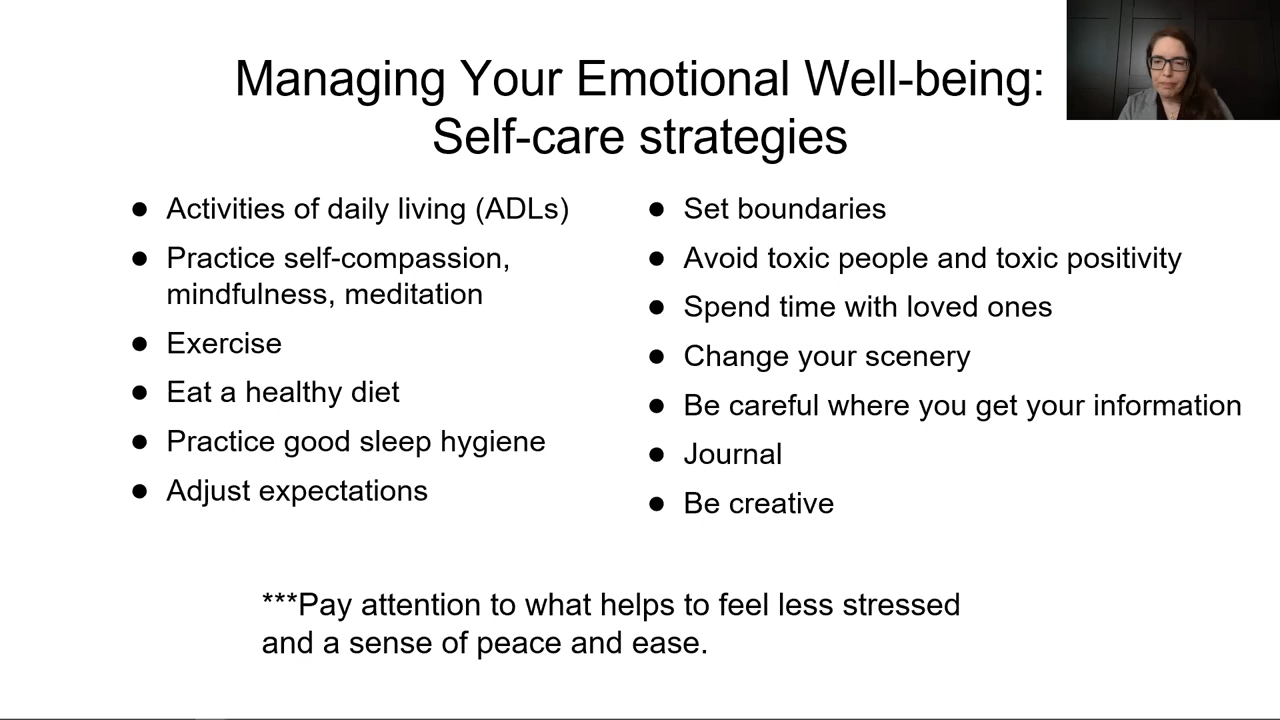 Managing Your Emotional Well-being:
Self-care strategies
● Activities of daily living (ADLs)
● Practice self-compassion,
mindfulness, meditation
● Exercise
● Eat a healthy diet
● Practice good sleep hygiene
● Adjust expectations
● Set boundaries
● Avoid toxic people and toxic positivity
● Spend time with loved ones
● Change your scenery
● Be careful where you get your information
● Journal
● Be creative
***Pay attention to what helps to feel less stressed
and a sense of peace and ease.